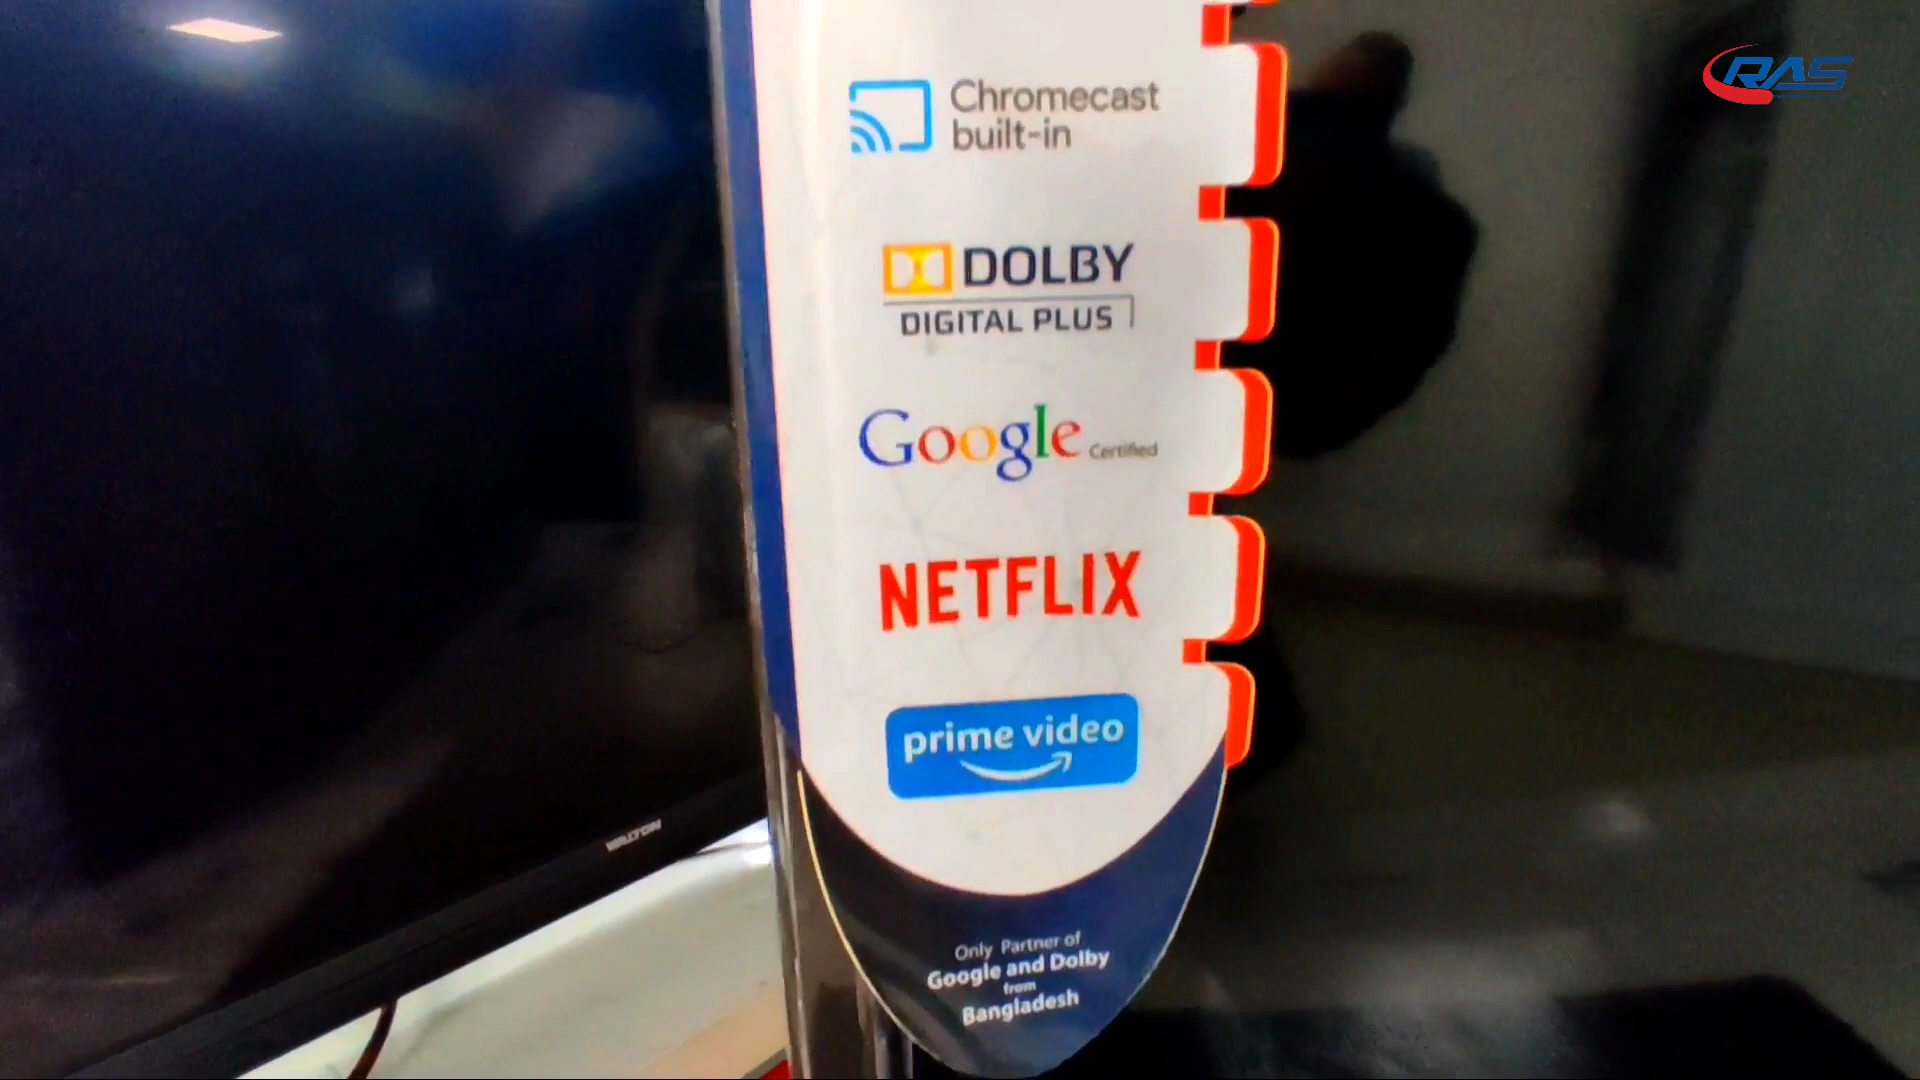 RAS
Chromecast
built-in
DOLBY
DIGITAL PLUS
Google Certified
NETFLIX
prime video
WALTON
Only Partner of
Google and Dolby
from
Bangladesh